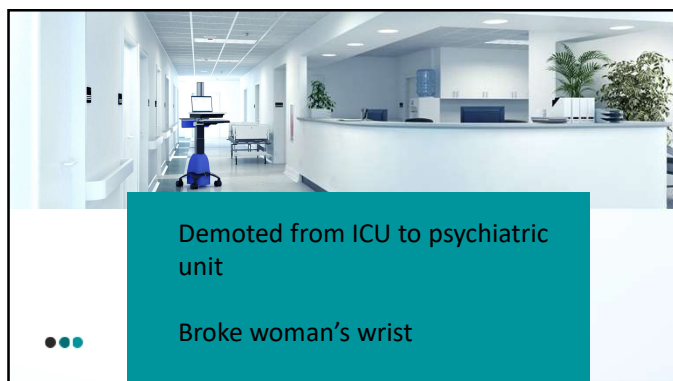 Demoted from ICU to psychiatric
unit
Broke woman’s wrist